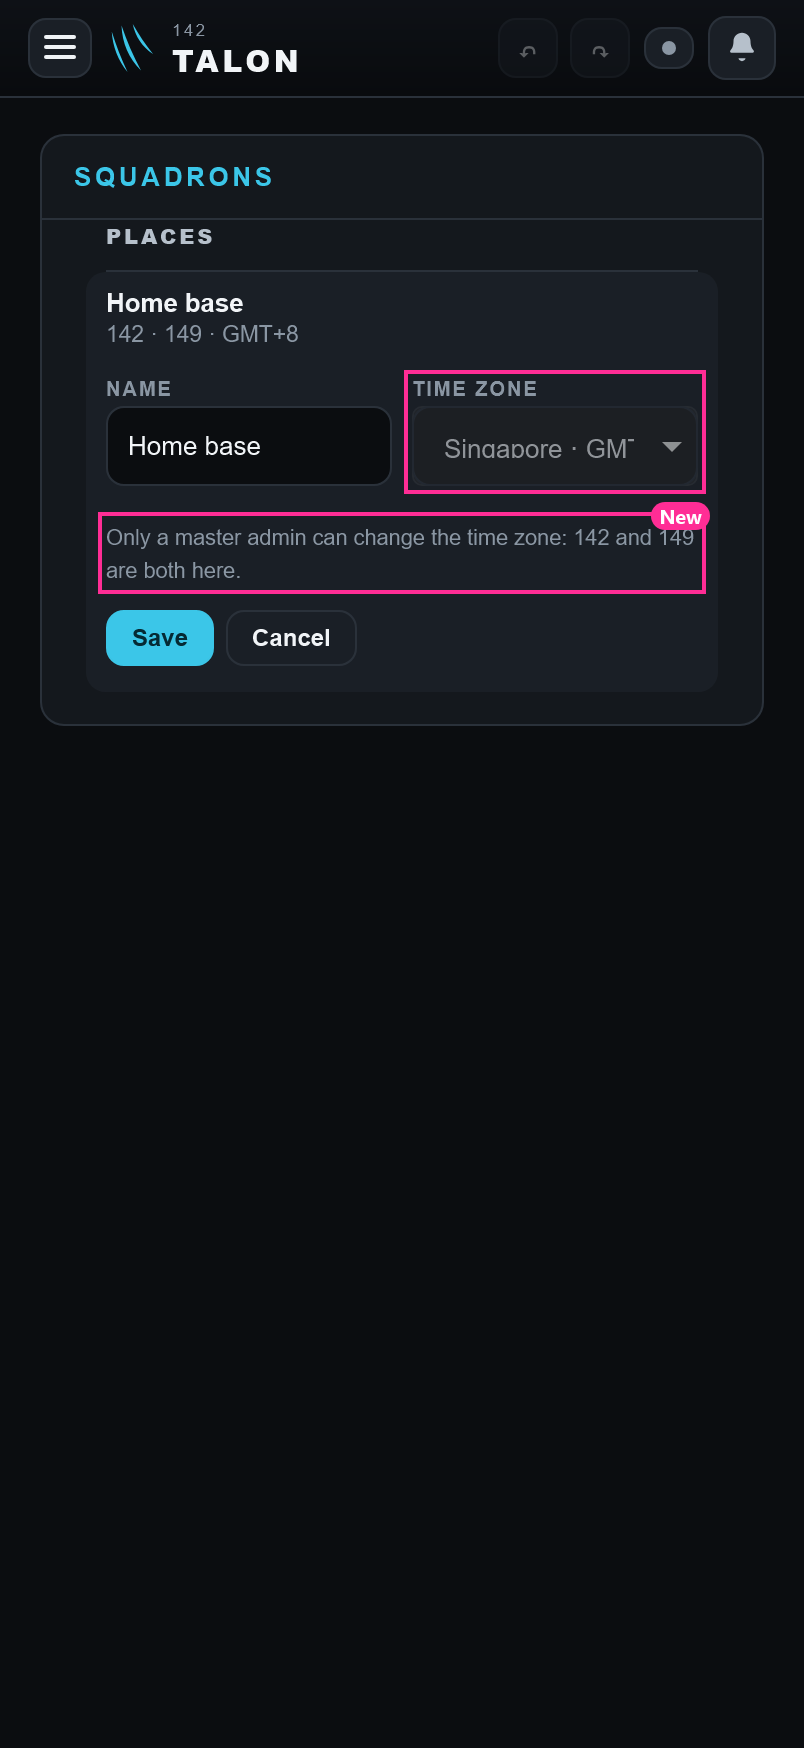 142
TALON
SQUADRONS
PLACES
Home base
142 · 149 · GMT+8
NAME
TIME ZONE
Home base
Singapore · GM
New
Only a master admin can change the time zone: 142 and 149
are both here.
Save
Cancel